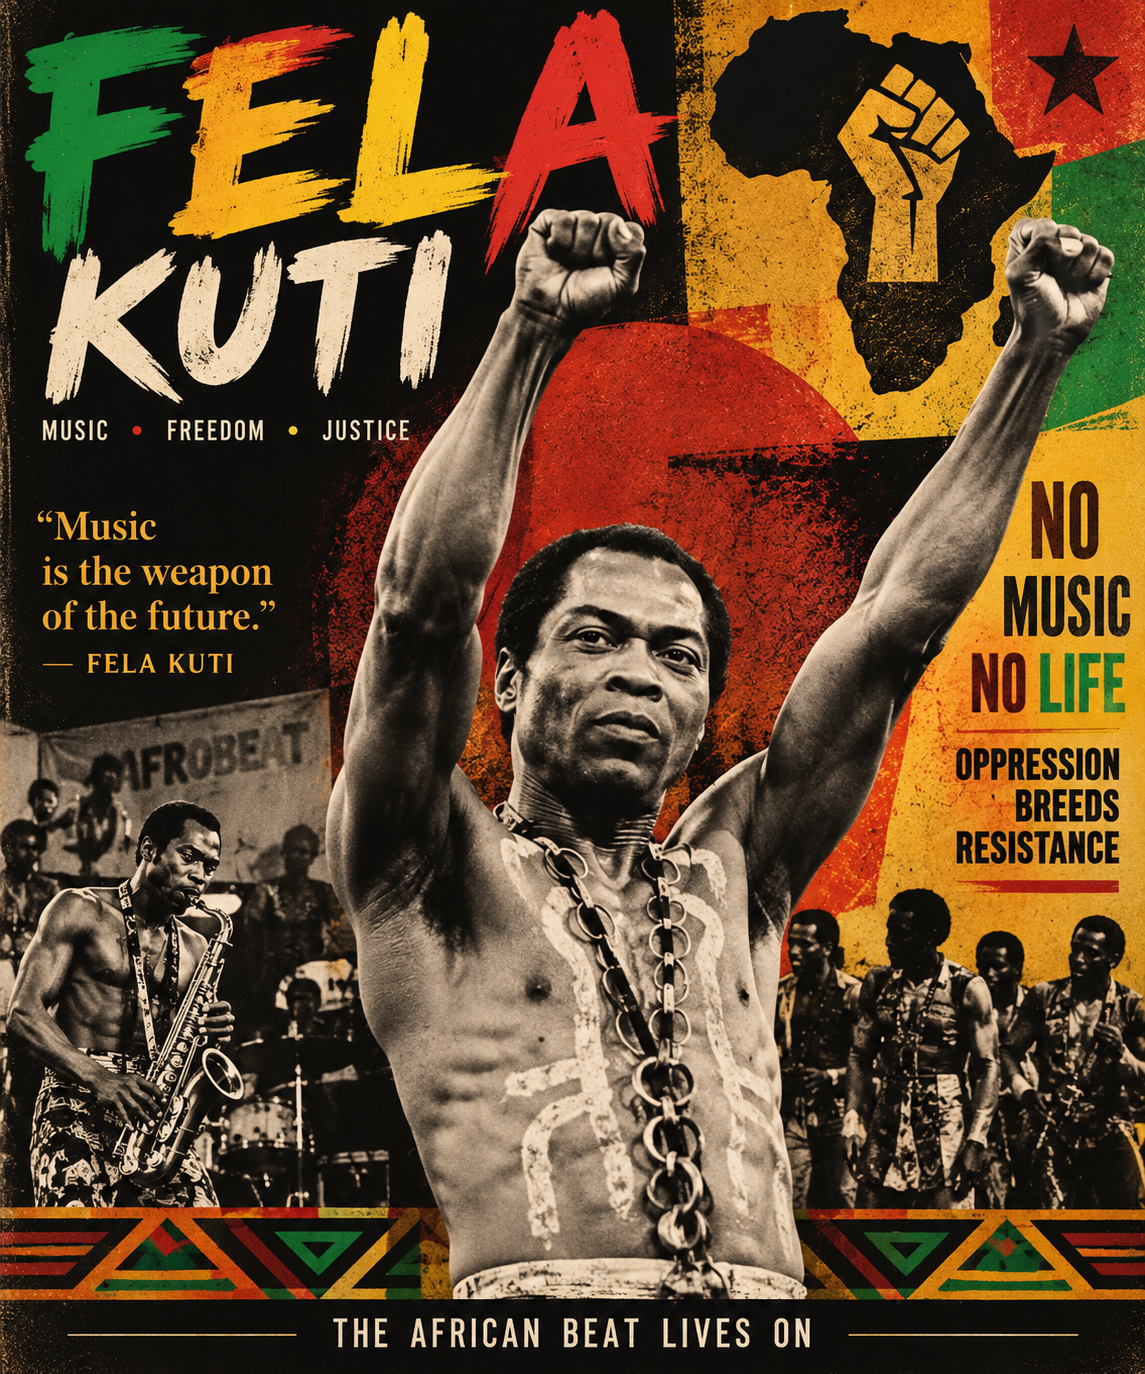 FELA
KUTI
MUSIC • FREEDOM • JUSTICE
“Music
is the weapon
of the future.”
— FELA KUTI
AFROBEAT
NO
MUSIC
NO LIFE
OPPRESSION
BREEDS
RESISTANCE
THE AFRICAN BEAT LIVES ON